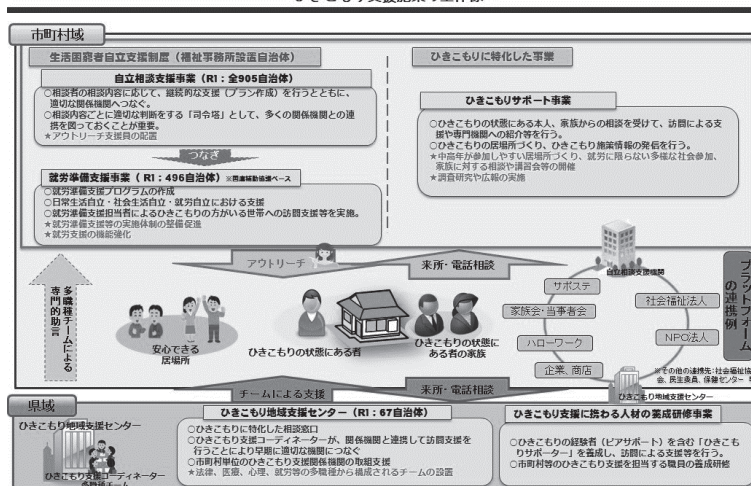 市町村域
生活困窮者自立支援制度(福祉事務所設置自治体)
自立相談支援事業(R1:全905自治体)
○相談者の相談内容に応じて、継続的な支援(プラン作成)を行うとともに、
適切な関係機関へつなぐ。
○相談内容ごとに適切な判断をする「司令塔」として、多くの関係機関との連
携を図っておくことが重要。
★アウトリーチ支援員の配置
つなぎ
就労準備支援事業(R1:496自治体)※国庫補助協議ベース
○就労準備支援プログラムの作成
○日常生活自立・社会生活自立・就労自立における支援
○就労準備支援担当者によるひきこもりの方がいる世帯への訪問支援等を実施。
★就労準備支援等の実施体制の整備促進
★就労支援の機能強化
ひきこもりに特化した事業
ひきこもりサポート事業
○ひきこもりの状態にある本人、家族からの相談を受けて、訪問による支
援や専門機関への紹介等を行う。
○ひきこもりの居場所づくり、ひきこもり施策情報の発信を行う。
★中高年が参加しやすい居場所づくり、就労に限らない多様な社会参加、
家族に対する相談や講習会等の開催
★調査研究や広報の実施
アウトリーチ
来所・電話相談
多職種チームによる
専門的助言
安心できる
居場所
ひきこもりの状態にある者
ひきこもりの状態に
ある者の家族
自立相談支援機関
サポステ
家族会・当事者会
ハローワーク
企業、商店
社会福祉法人
NPO法人
プラットフォーム
の連携例
※その他の連携先:社会福祉協
会、民生委員、保健センター
ひきこもり地域支援センター
チームによる支援
来所・電話相談
県域
ひきこもり地域支援センター
ひきこもり支援コーディネーター
多職種チーム
ひきこもり地域支援センター(R1:67自治体)
○ひきこもりに特化した相談窓口
○ひきこもり支援コーディネーターが、関係機関と連携して訪問支援を
行うことにより早期に適切な機関につなぐ
○市町村単位のひきこもり支援関係機関の取組支援
★法律、医療、心理、就労等の多職種から構成されるチームの設置
ひきこもり支援に携わる人材の養成研修事業
○ひきこもりの経験者(ピアサポート)を含む「ひきこも
りサポーター」を養成し、訪問による支援等を行う。
○市町村等のひきこもり支援を担当する職員の養成研修